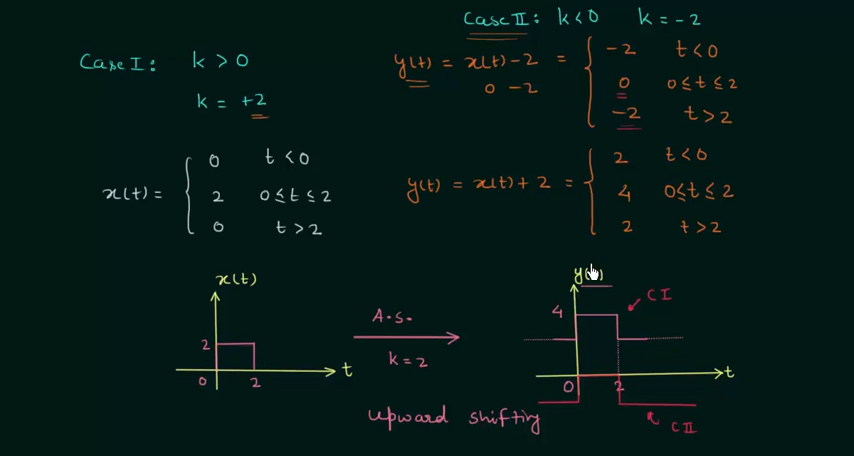 Case II: k<0 k = -2
Case I: k > 0
k = +2
y(t) = x(t) - 2 = { -2 t<0
0 - 2 0 0≤t≤2
-2 t>2
x(t) = { 0 t<0
2 0≤t≤2
0 t>2
y(t) = x(t) + 2 = { 2 t<0
4 0≤t≤2
2 t>2
x(t)
2
0 2 t
A.S.
k = 2
upward shifting
4 CI
0 2 t
CII